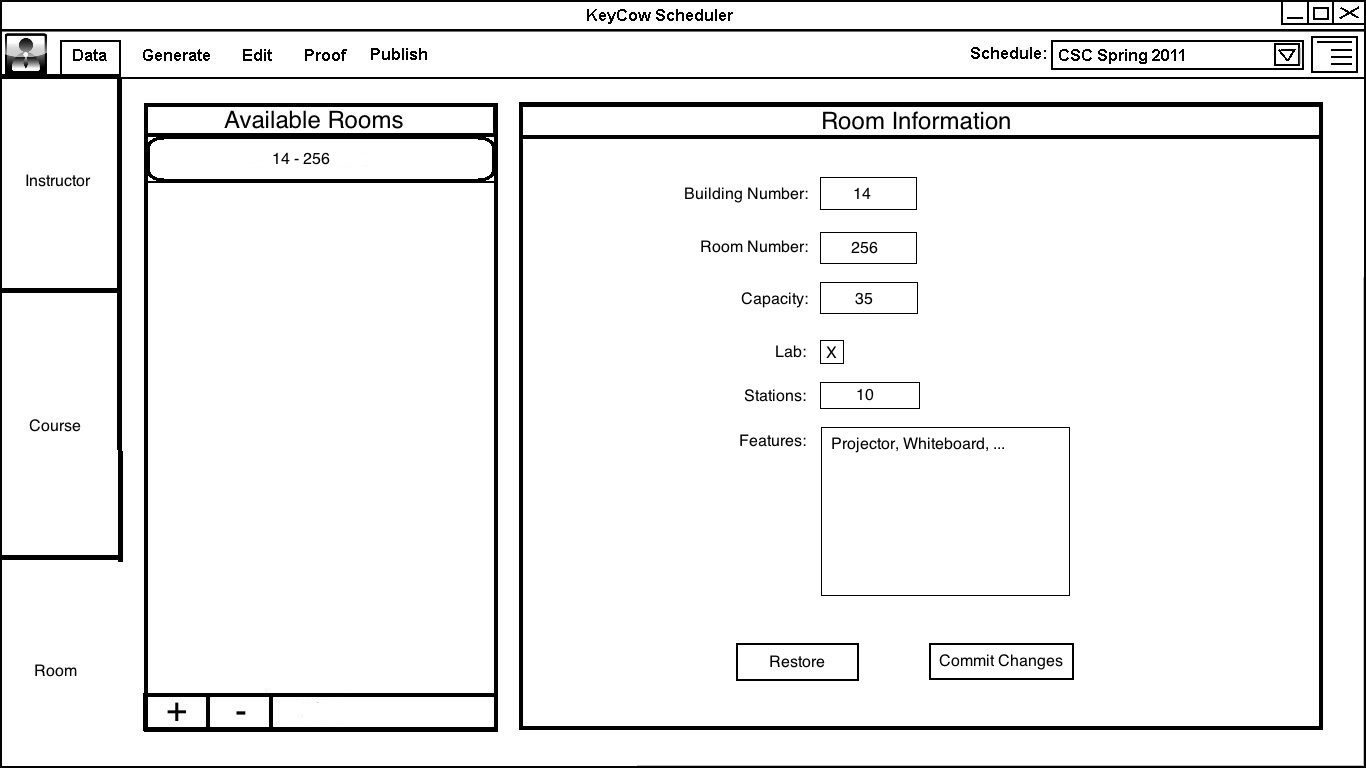 KeyCow Scheduler
Data Generate Edit Proof Publish Schedule: CSC Spring 2011
Instructor
Course
Room
Available Rooms
14 - 256
+ -
Room Information
Building Number: 14
Room Number: 256
Capacity: 35
Lab: X
Stations: 10
Features: Projector, Whiteboard, ...
Restore Commit Changes